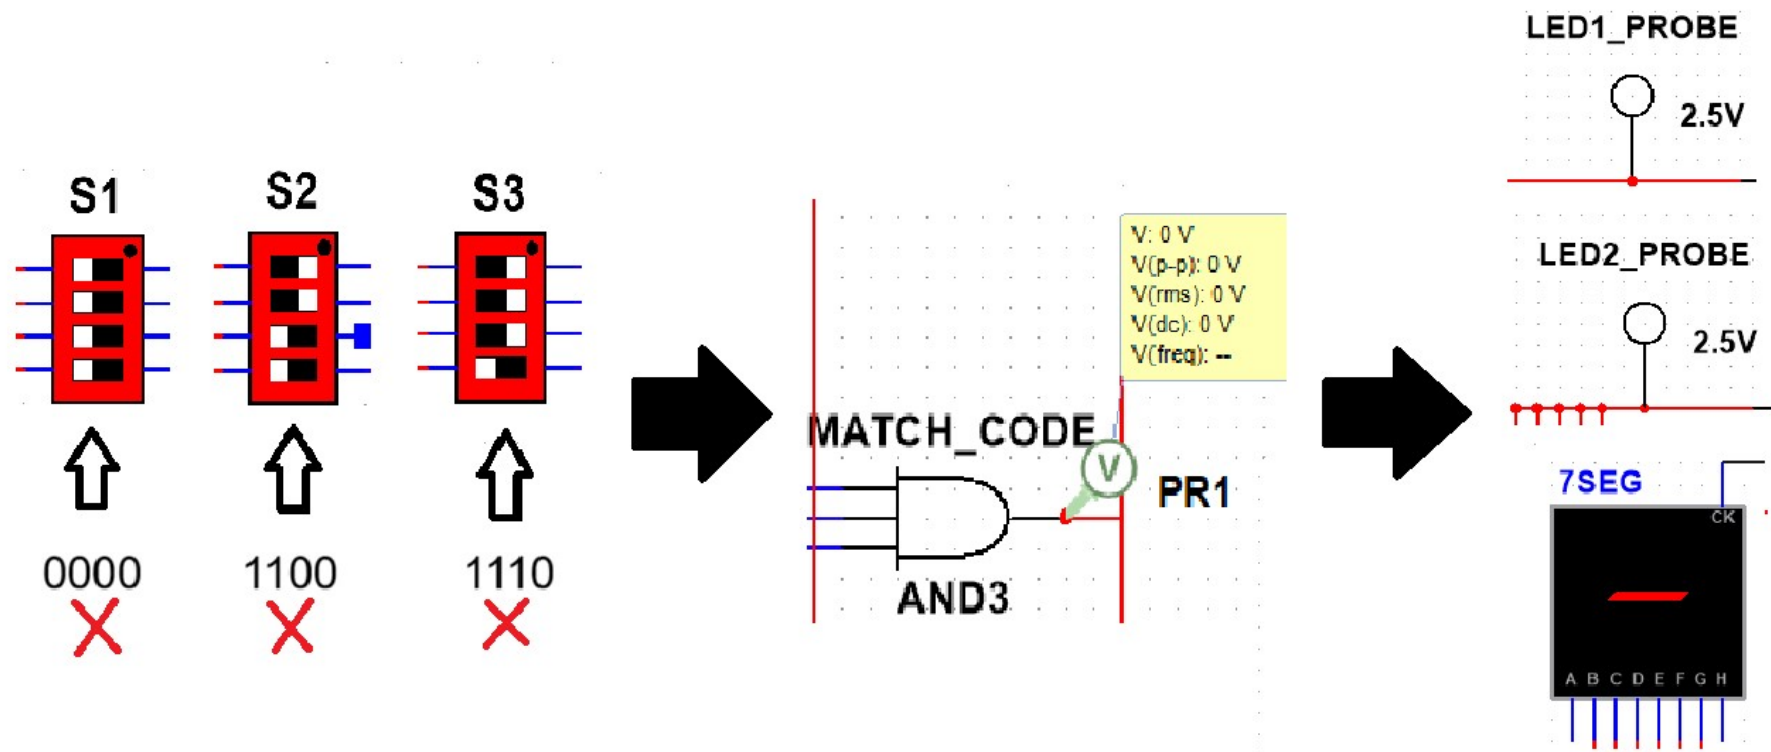 S1
S2
S3
0000
1100
1110
V: 0 V
V(p-p): 0 V
V(rms): 0 V
V(dc): 0 V
V(freq): --
MATCH_CODE
V
PR1
AND3
LED1_PROBE
2.5V
LED2_PROBE
2.5V
7SEG
CK
A B C D E F G H